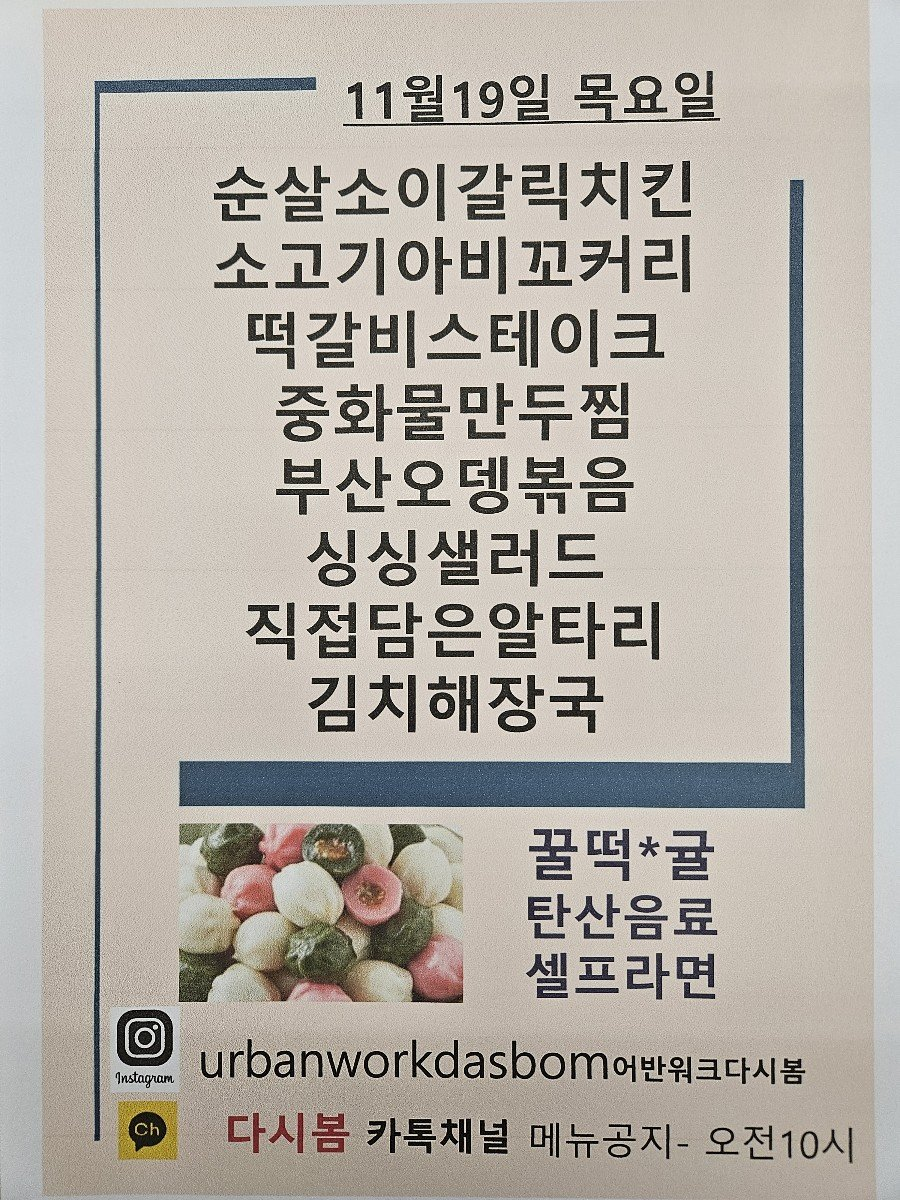 11월19일 목요일
순살소이갈릭치킨
소고기아비꼬커리
떡갈비스테이크
중화물만두찜
부산오뎅볶음
싱싱샐러드
직접담은알타리
김치해장국
꿀떡*귤
탄산음료
셀프라면
Instagram
urbanworkdasbom어반워크다시봄
Ch
다시봄 카톡채널 메뉴공지- 오전10시